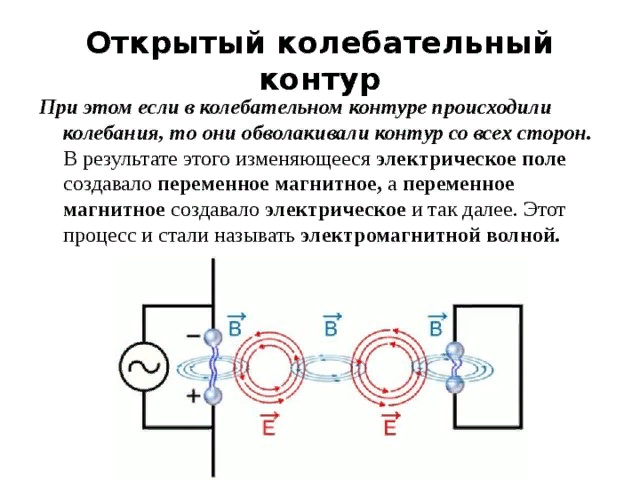 Открытый колебательный
контур
При этом если в колебательном контуре происходили
колебания, то они обволакивали контур со всех сторон.
В результате этого изменяющееся электрическое поле
создавало переменное магнитное, а переменное
магнитное создавало электрическое и так далее. Этот
процесс и стали называть электромагнитной волной.
B B B
−
+
E E